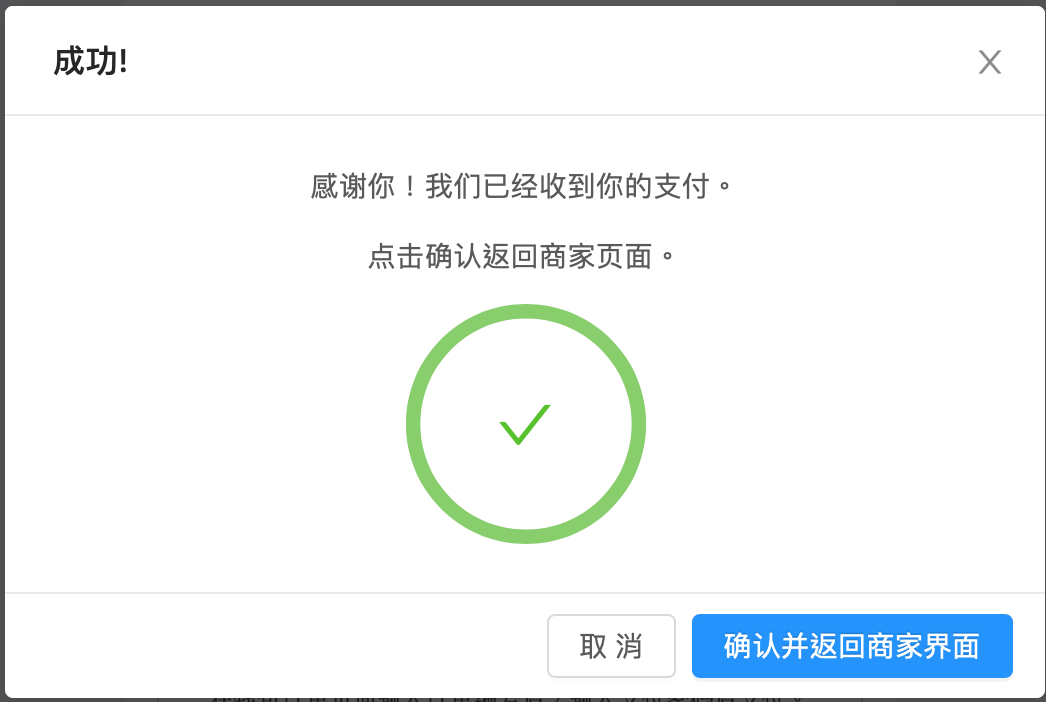 成功!
感谢你！我们已经收到你的支付。
点击确认返回商家页面。
取 消
确认并返回商家界面